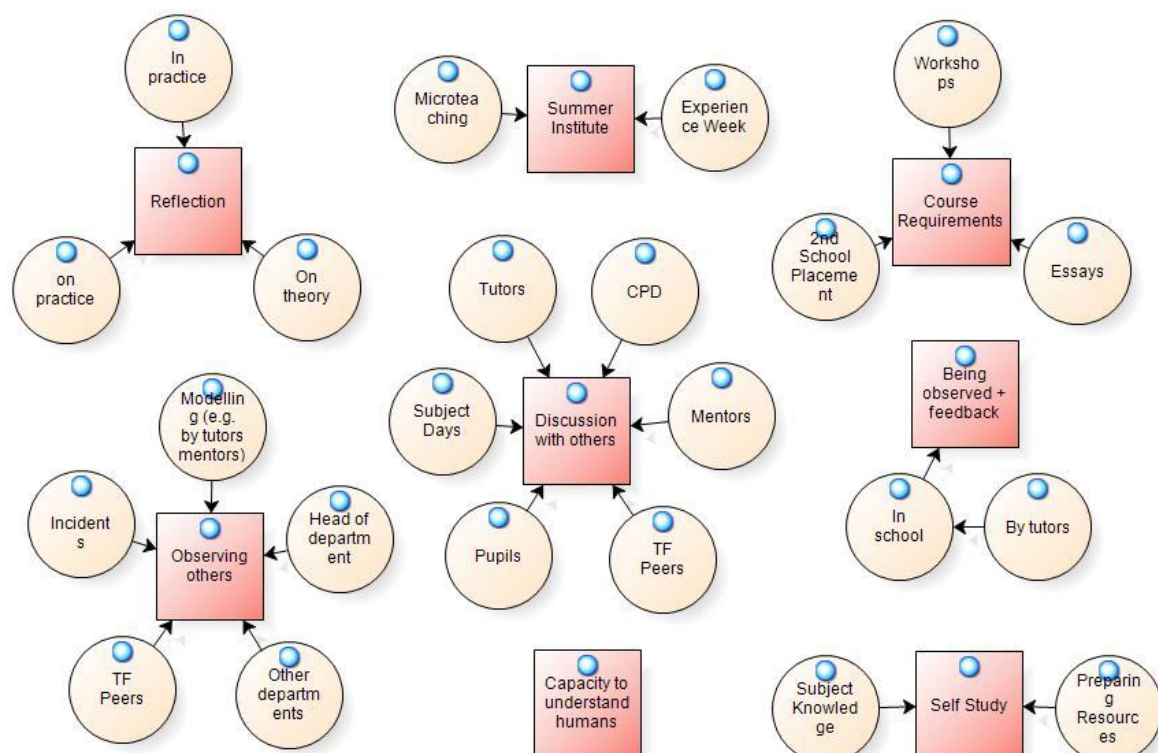 In
practice
Reflection
on
practice
On
theory
Microtea
ching
Summer
Institute
Experien
ce Week
Worksho
ps
Course
Requirements
2nd
School
Placeme
nt
Essays
Tutors
CPD
Subject
Days
Discussion
with others
Mentors
Pupils
TF
Peers
Being
observed +
feedback
In
school
By tutors
Modellin
g (e.g.
by tutors
mentors)
Incident
s
Observing
others
Head of
departm
ent
TF
Peers
Other
departm
ents
Capacity to
understand
humans
Subject
Knowled
ge
Self Study
Preparin
g
Resourc
es